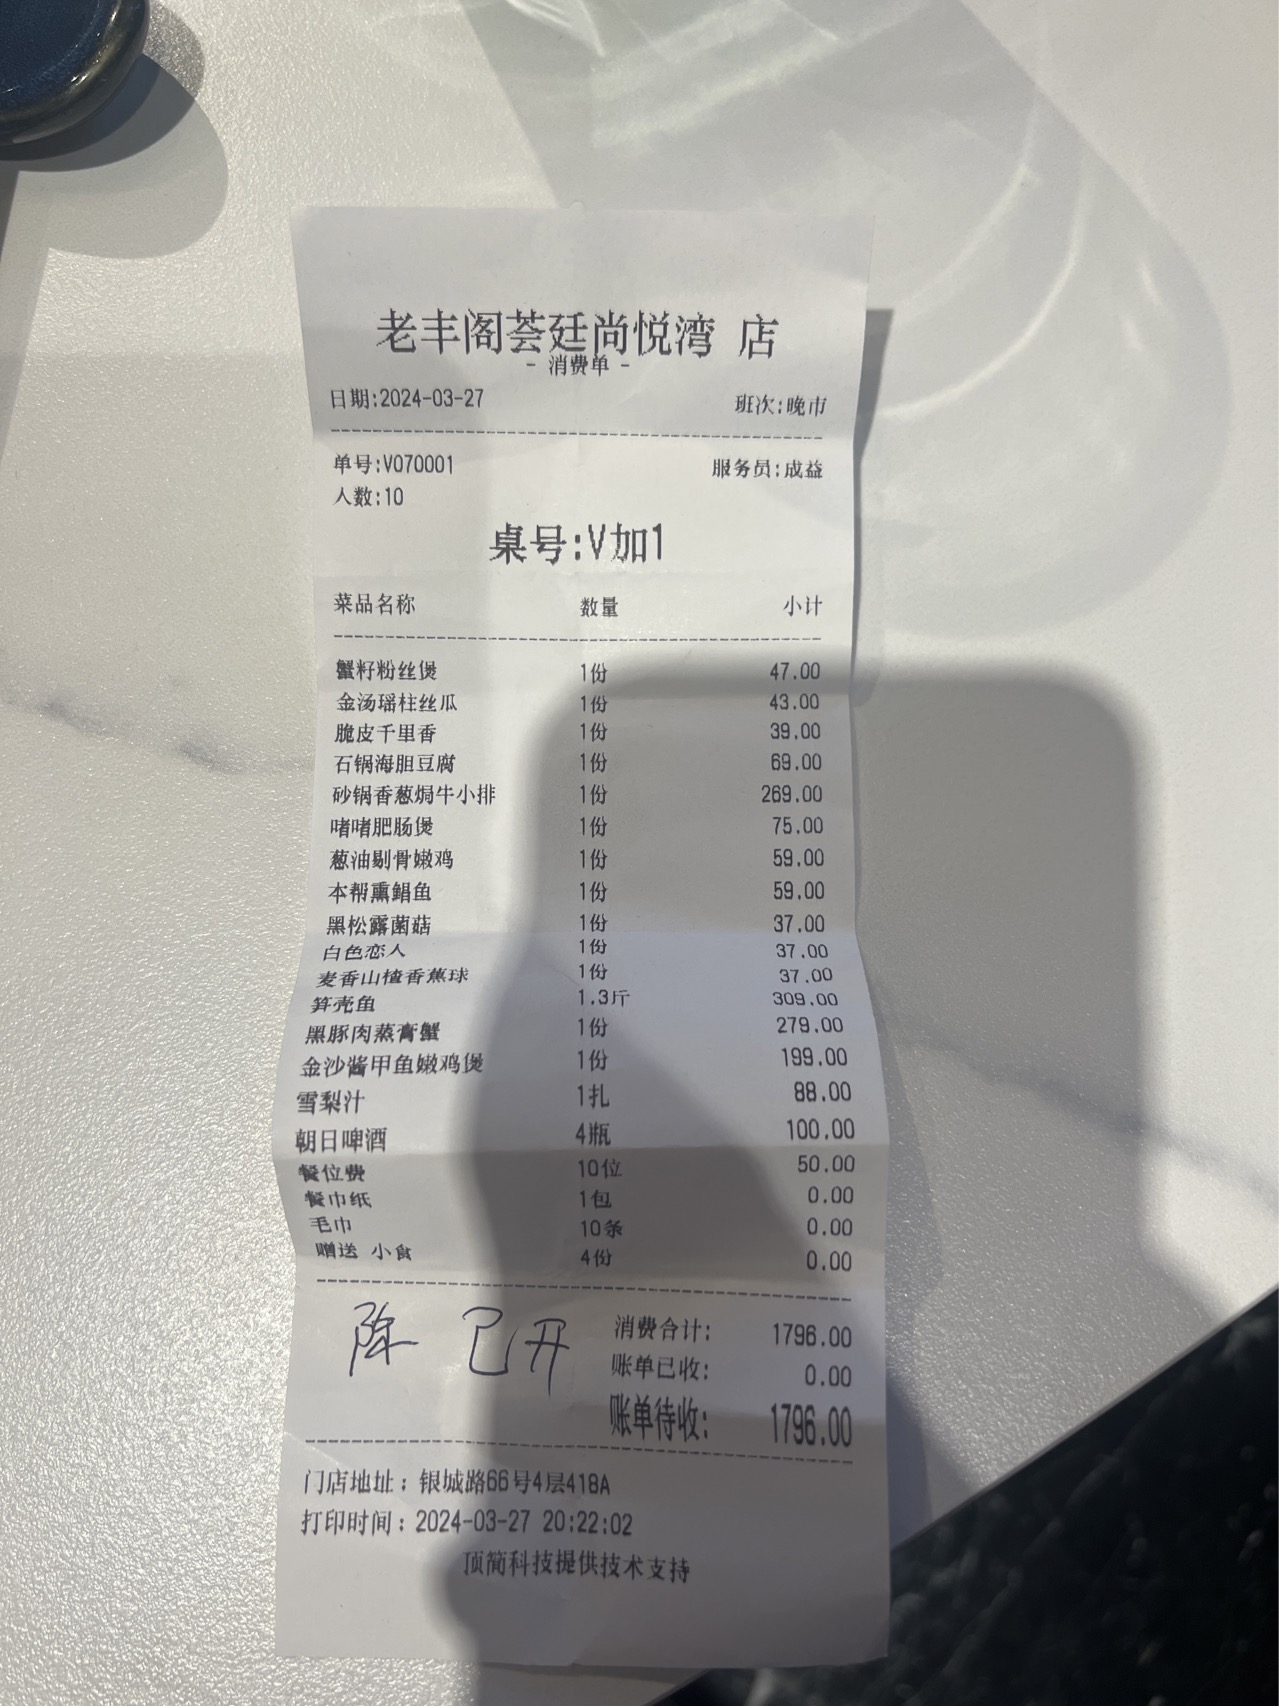 老丰阁荟廷尚悦湾 店
- 消费单 -
日期:2024-03-27 班次:晚市
单号:V070001 服务员:成益
人数:10
桌号:V加1
菜品名称 数量 小计
蟹籽粉丝煲 1份 47.00
金汤瑶柱丝瓜 1份 43.00
脆皮千里香 1份 39.00
石锅海胆豆腐 1份 69.00
砂锅香葱焗牛小排 1份 269.00
啫啫肥肠煲 1份 75.00
葱油剔骨嫩鸡 1份 59.00
本帮熏鲳鱼 1份 59.00
黑松露菌菇 1份 37.00
白色恋人 1份 37.00
麦香山楂香蕉球 1份 37.00
笋壳鱼 1.3斤 309.00
黑豚肉蒸膏蟹 1份 279.00
金沙酱甲鱼嫩鸡煲 1份 199.00
雪梨汁 1扎 88.00
朝日啤酒 4瓶 100.00
餐位费 10位 50.00
餐巾纸 1包 0.00
毛巾 10条 0.00
赠送 小食 4份 0.00
消费合计: 1796.00
已开
账单已收: 0.00
账单待收: 1796.00
门店地址：银城路66号4层418A
打印时间：2024-03-27 20:22:02
顶简科技提供技术支持